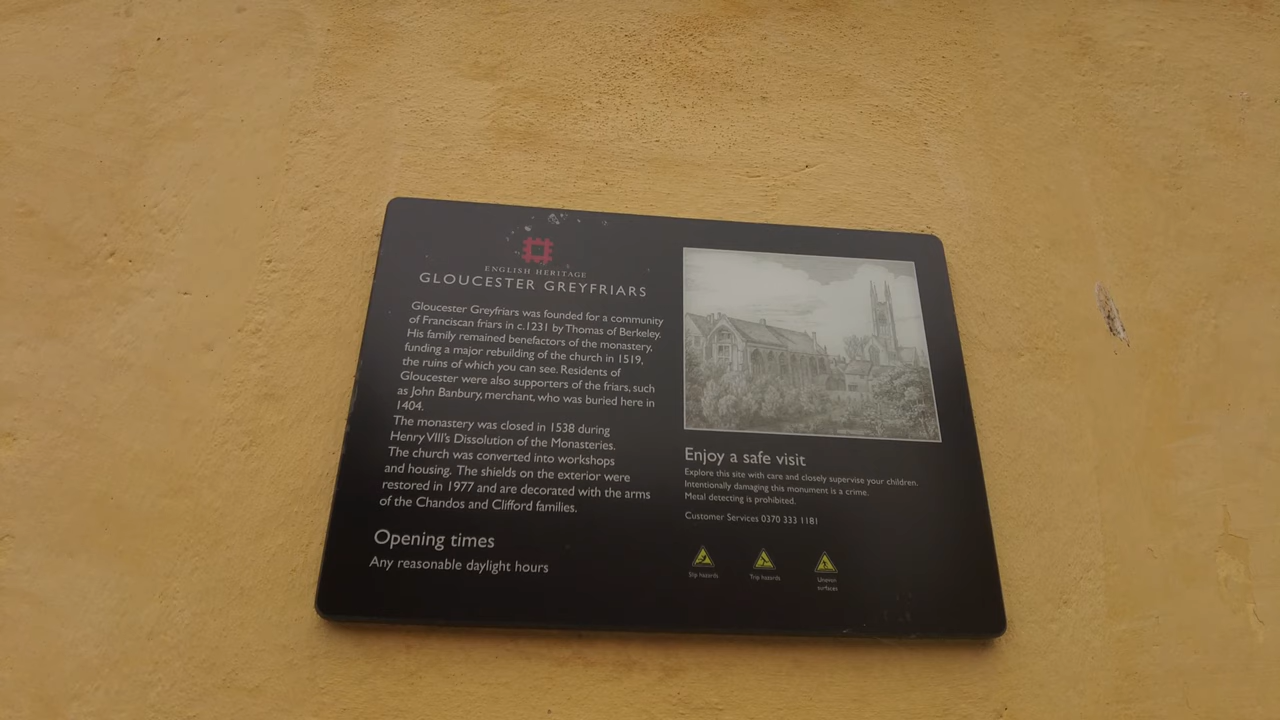 ENGLISH HERITAGE
GLOUCESTER GREYFRIARS
Gloucester Greyfriars was founded for a community
of Franciscan friars in c.1231 by Thomas of Berkeley.
His family remained benefactors of the monastery,
funding a major rebuilding of the church in 1519,
the ruins of which you can see. Residents of
Gloucester were also supporters of the friars, such
as John Banbury, merchant, who was buried here in
1404.
The monastery was closed in 1538 during
Henry VIII's Dissolution of the Monasteries.
The church was converted into workshops
and housing. The shields on the exterior were
restored in 1977 and are decorated with the arms
of the Chandos and Clifford families.
Opening times
Any reasonable daylight hours
Enjoy a safe visit
Explore this site with care and closely supervise your children.
Intentionally damaging this monument is a crime.
Metal detecting is prohibited.
Customer Services 0370 333 1181
Slip hazards
Trip hazards
Uneven
surfaces